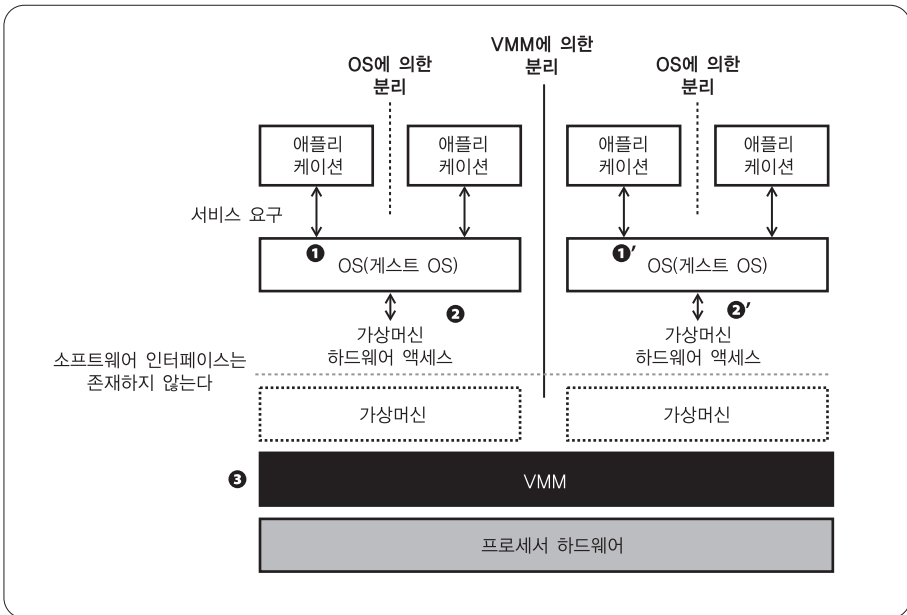 VMM에 의한
분리
OS에 의한
분리
OS에 의한
분리
애플리
케이션
애플리
케이션
애플리
케이션
애플리
케이션
서비스 요구
❶
OS(게스트 OS)
❶′
OS(게스트 OS)
❷
❷′
가상머신
하드웨어 액세스
가상머신
하드웨어 액세스
소프트웨어 인터페이스는
존재하지 않는다
가상머신
가상머신
❸
VMM
프로세서 하드웨어